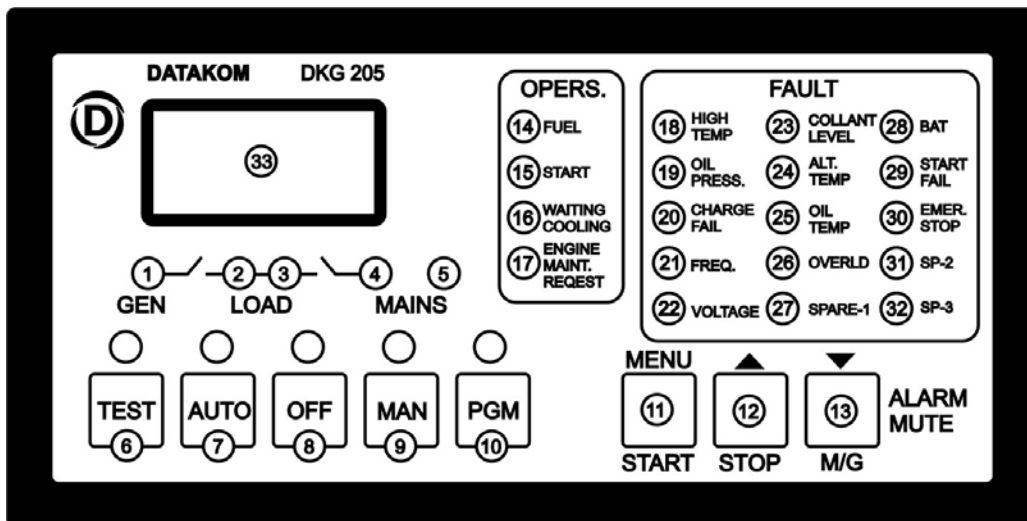 DATAKOM DKG 205
D
33
1 2 3 4 5
GEN LOAD MAINS
TEST AUTO OFF MAN PGM
6 7 8 9 10
OPERS.
14 FUEL
15 START
16 WAITING
COOLING
17 ENGINE
MAINT.
REQEST
FAULT
18 HIGH
TEMP
19 OIL
PRESS.
20 CHARGE
FAIL
21 FREQ.
22 VOLTAGE
23 COLLANT
LEVEL
24 ALT.
TEMP
25 OIL
TEMP
26 OVERLD
27 SPARE-1
28 BAT
29 START
FAIL
30 EMER.
STOP
31 SP-2
32 SP-3
MENU ▲ ▼
11 12 13
START STOP M/G
ALARM
MUTE